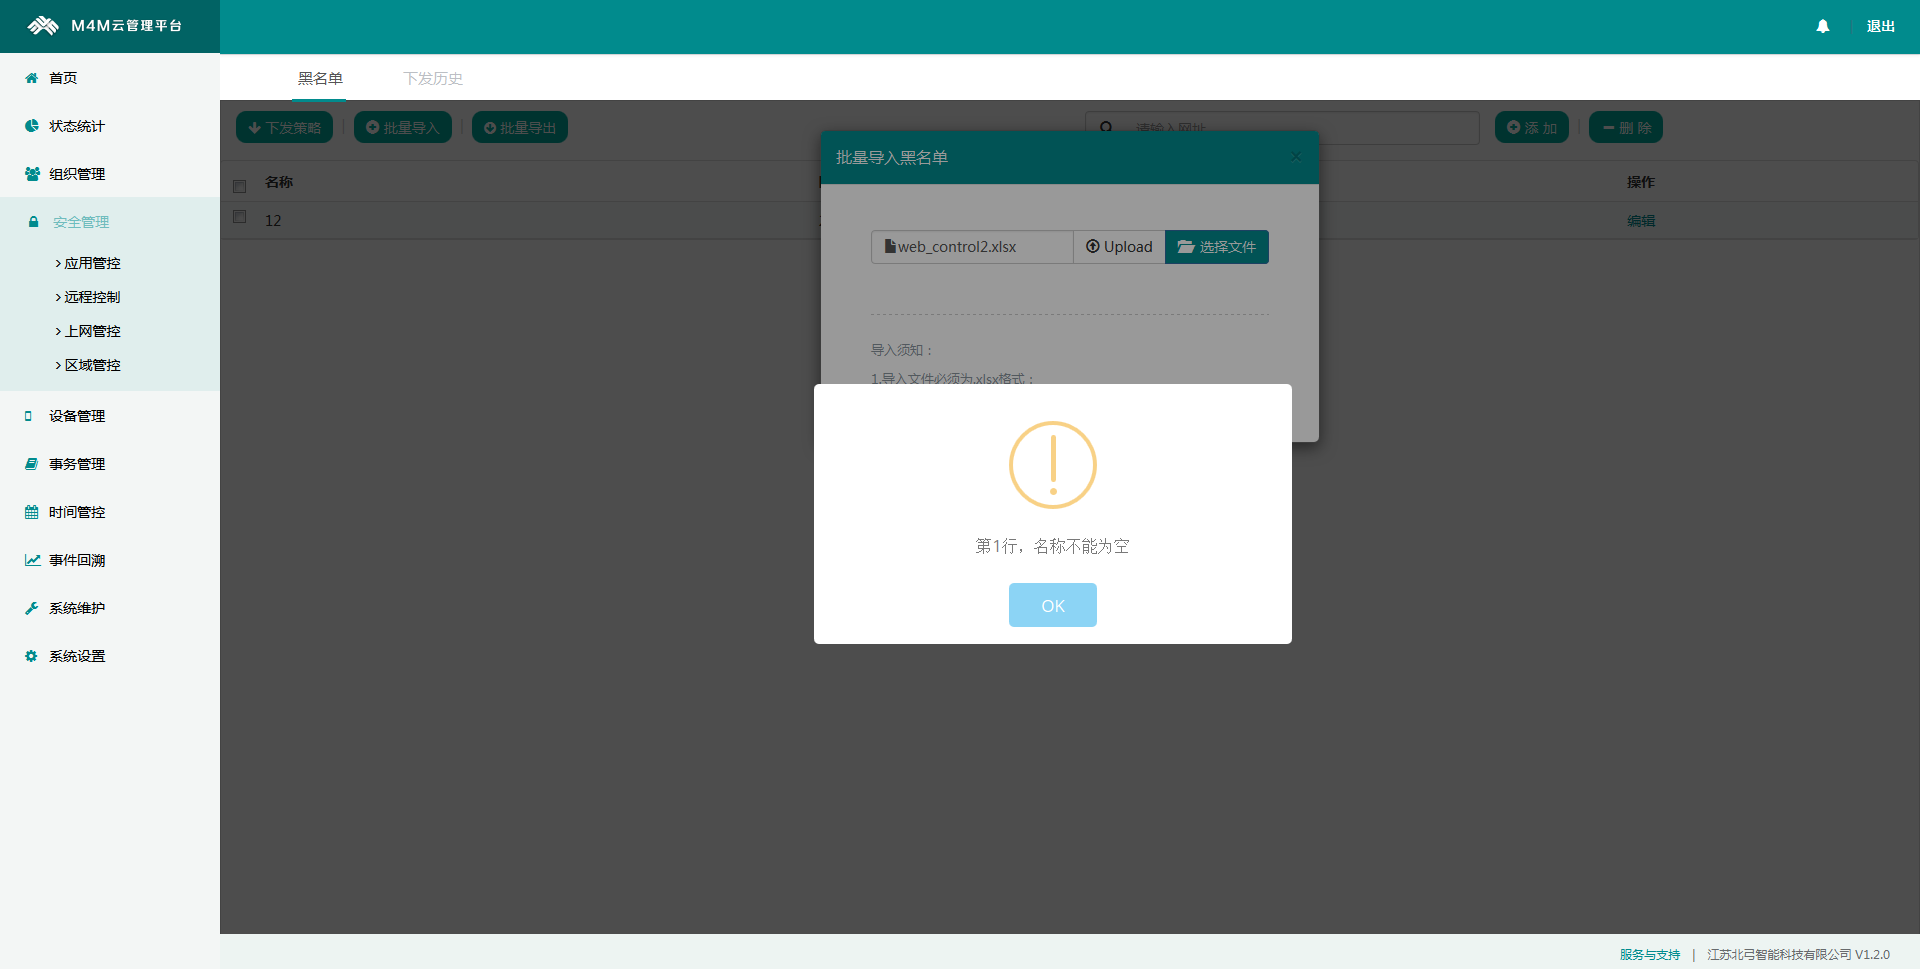 M4M云管理平台
退出
首页
状态统计
组织管理
安全管理
应用管控
远程控制
上网管控
区域管控
设备管理
事务管理
时间管控
事件回溯
系统维护
系统设置
黑名单
下发历史
下发策略
批量导入
批量导出
请输入网址
添 加
删 除
名称
操作
12
编辑
批量导入黑名单
×
web_control2.xlsx
Upload
选择文件
导入须知：
1.导入文件必须为.xlsx格式；
第1行，名称不能为空
OK
服务与支持 | 江苏北弓智能科技有限公司 V1.2.0